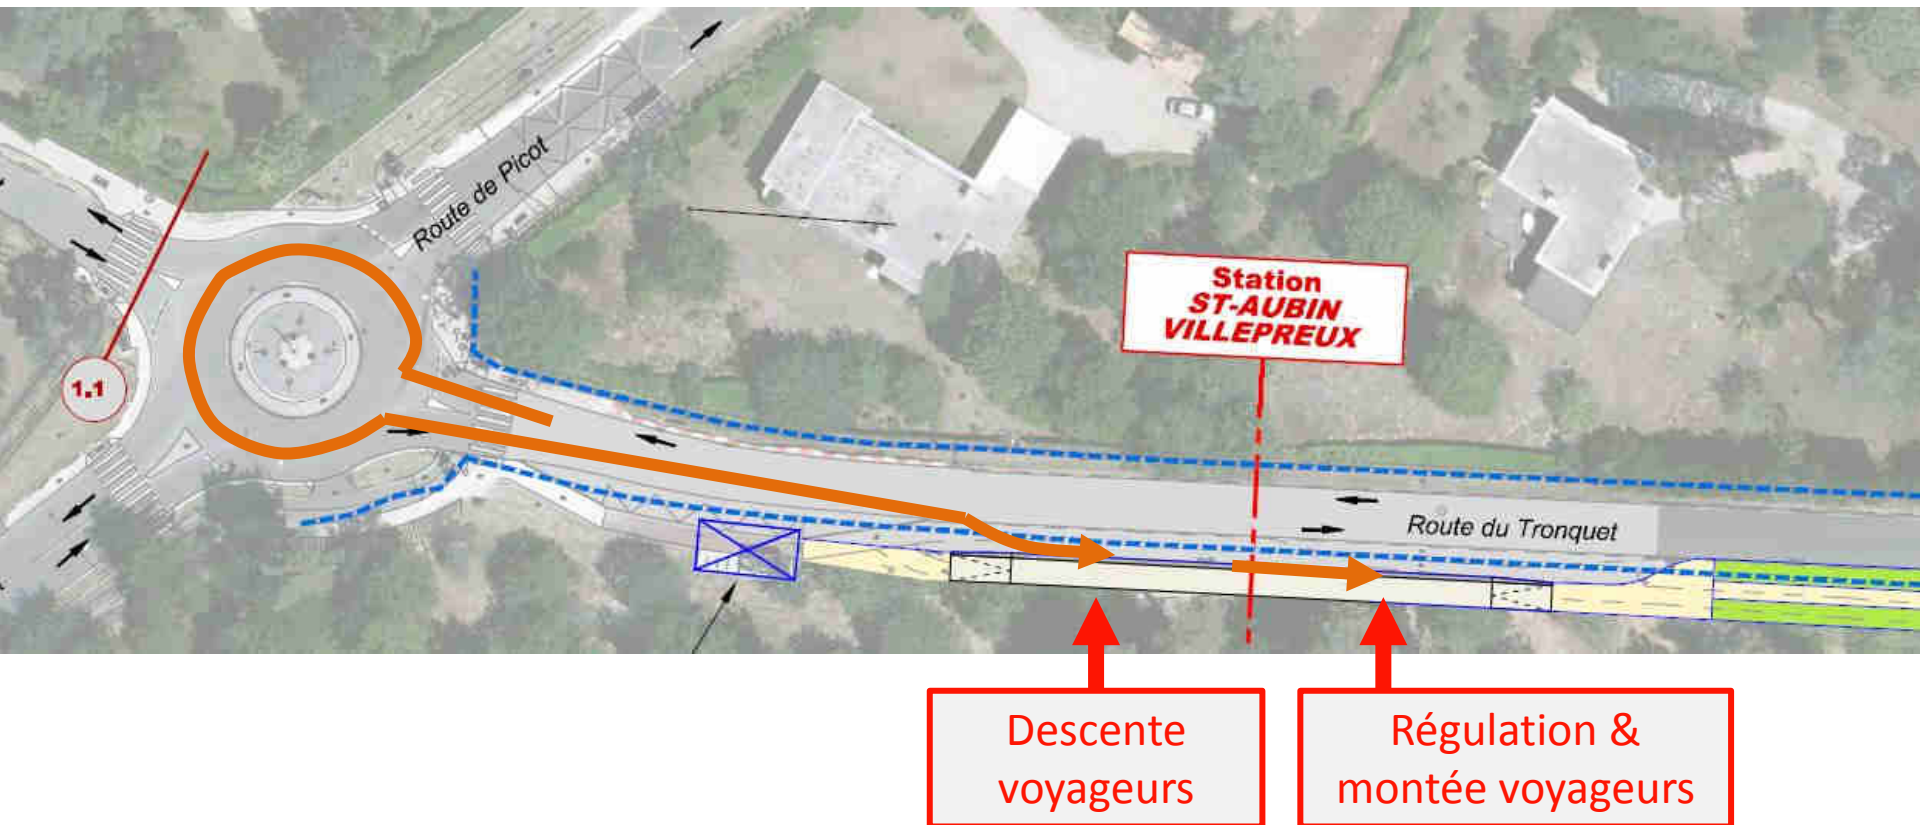 Route de Picot
Station
ST-AUBIN
VILLEPREUX
1.1
Route du Tronquet
Descente
voyageurs
Régulation &
montée voyageurs